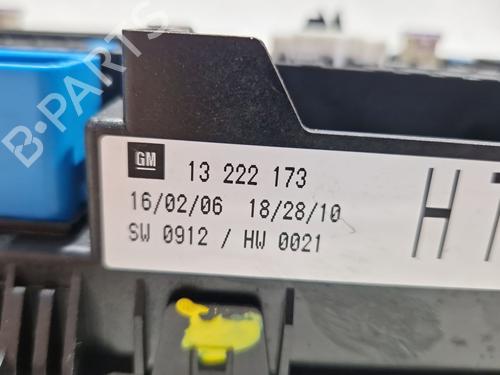 B-PARTS
GM 13 222 173
16/02/06 18/28/10
SW 0912 / HW 0021